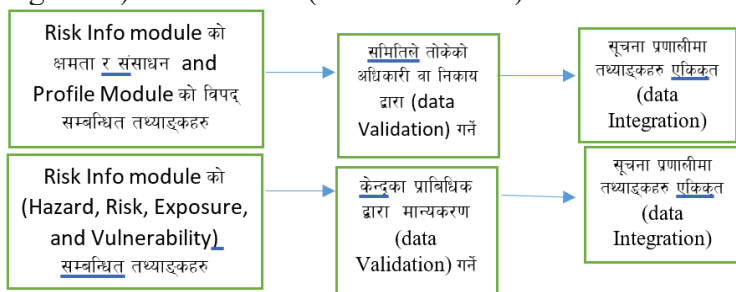 Risk Info module को
क्षमता र संसाधन and
Profile Module को विपद्
सम्बन्धित तथ्याङ्कहरु
समितिले तोकेको
अधिकारी वा निकाय
द्वारा (data
Validation) गर्ने
सूचना प्रणालीमा
तथ्याङ्कहरु एकिकृत
(data
Integration)
Risk Info module को
(Hazard, Risk, Exposure,
and Vulnerability)
सम्बन्धित तथ्याङ्कहरु
केन्द्रका प्राबिधिक
द्वारा मान्यकरण
(data
Validation) गर्ने
सूचना प्रणालीमा
तथ्याङ्कहरु एकिकृत
(data
Integration)